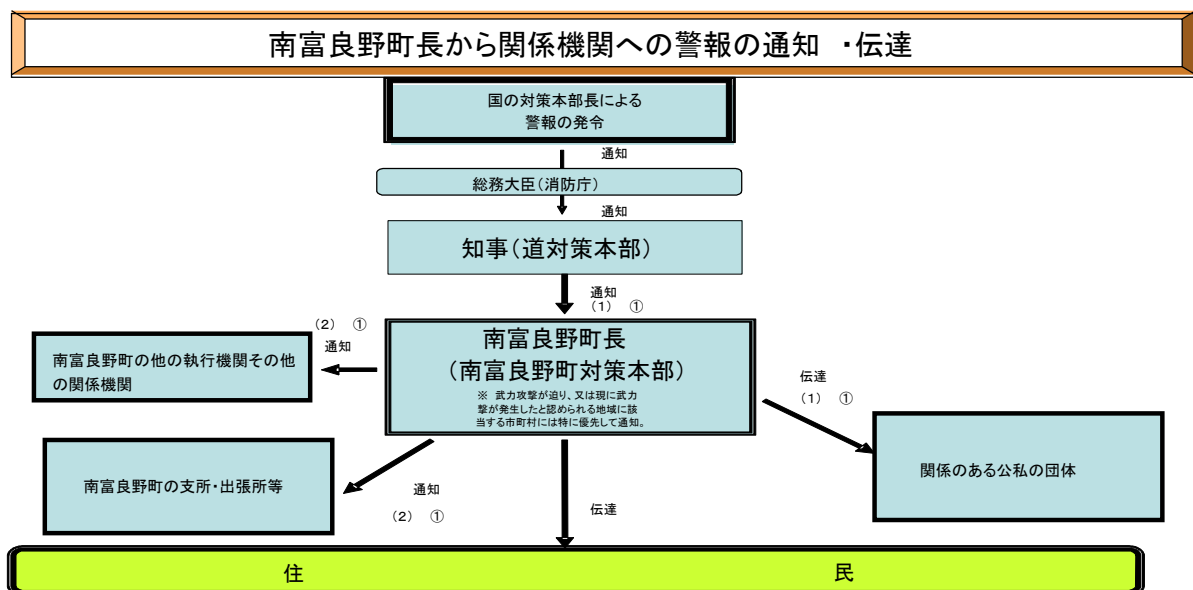 南富良野町長から関係機関への警報の通知 ・伝達
国の対策本部長による
警報の発令
通知
総務大臣(消防庁)
通知
知事(道対策本部)
通知
(1) ①
(2) ①
通知
南富良野町の他の執行機関その他
の関係機関
南富良野町長
(南富良野町対策本部)
※ 武力攻撃が迫り、又は現に武力
撃が発生したと認められる地域に該
当する市町村には特に優先して通知。
伝達
(1) ①
関係のある公私の団体
南富良野町の支所・出張所等
通知
(2) ①
伝達
住 民